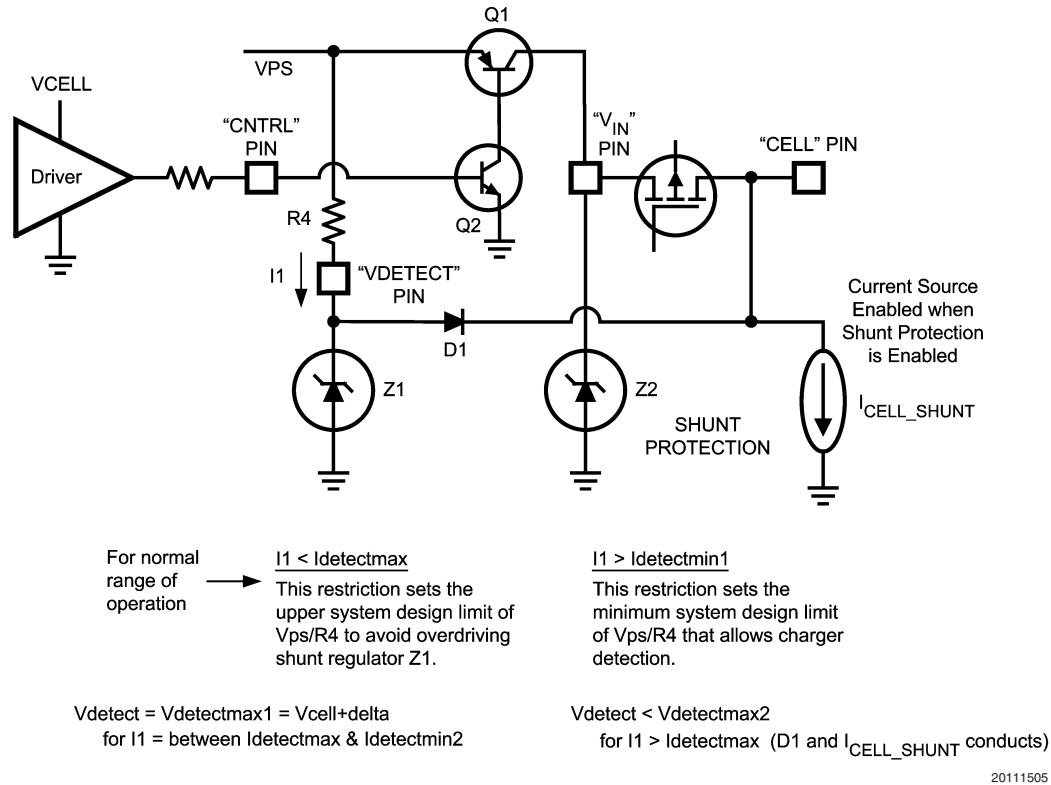 Q1
VPS
VCELL
“CNTRL”
PIN
“V_IN”
PIN
“CELL” PIN
Driver
R4
Q2
I1
“VDETECT”
PIN
D1
Current Source
Enabled when
Shunt Protection
is Enabled
Z1
Z2
I_CELL_SHUNT
SHUNT
PROTECTION
For normal
range of
operation
I1 < Idetectmax
This restriction sets the
upper system design limit of
Vps/R4 to avoid overdriving
shunt regulator Z1.
I1 > Idetectmin1
This restriction sets the
minimum system design limit
of Vps/R4 that allows charger
detection.
Vdetect = Vdetectmax1 = Vcell+delta
for I1 = between Idetectmax & Idetectmin2
Vdetect < Vdetectmax2
for I1 > Idetectmax (D1 and I_CELL_SHUNT conducts)
20111505